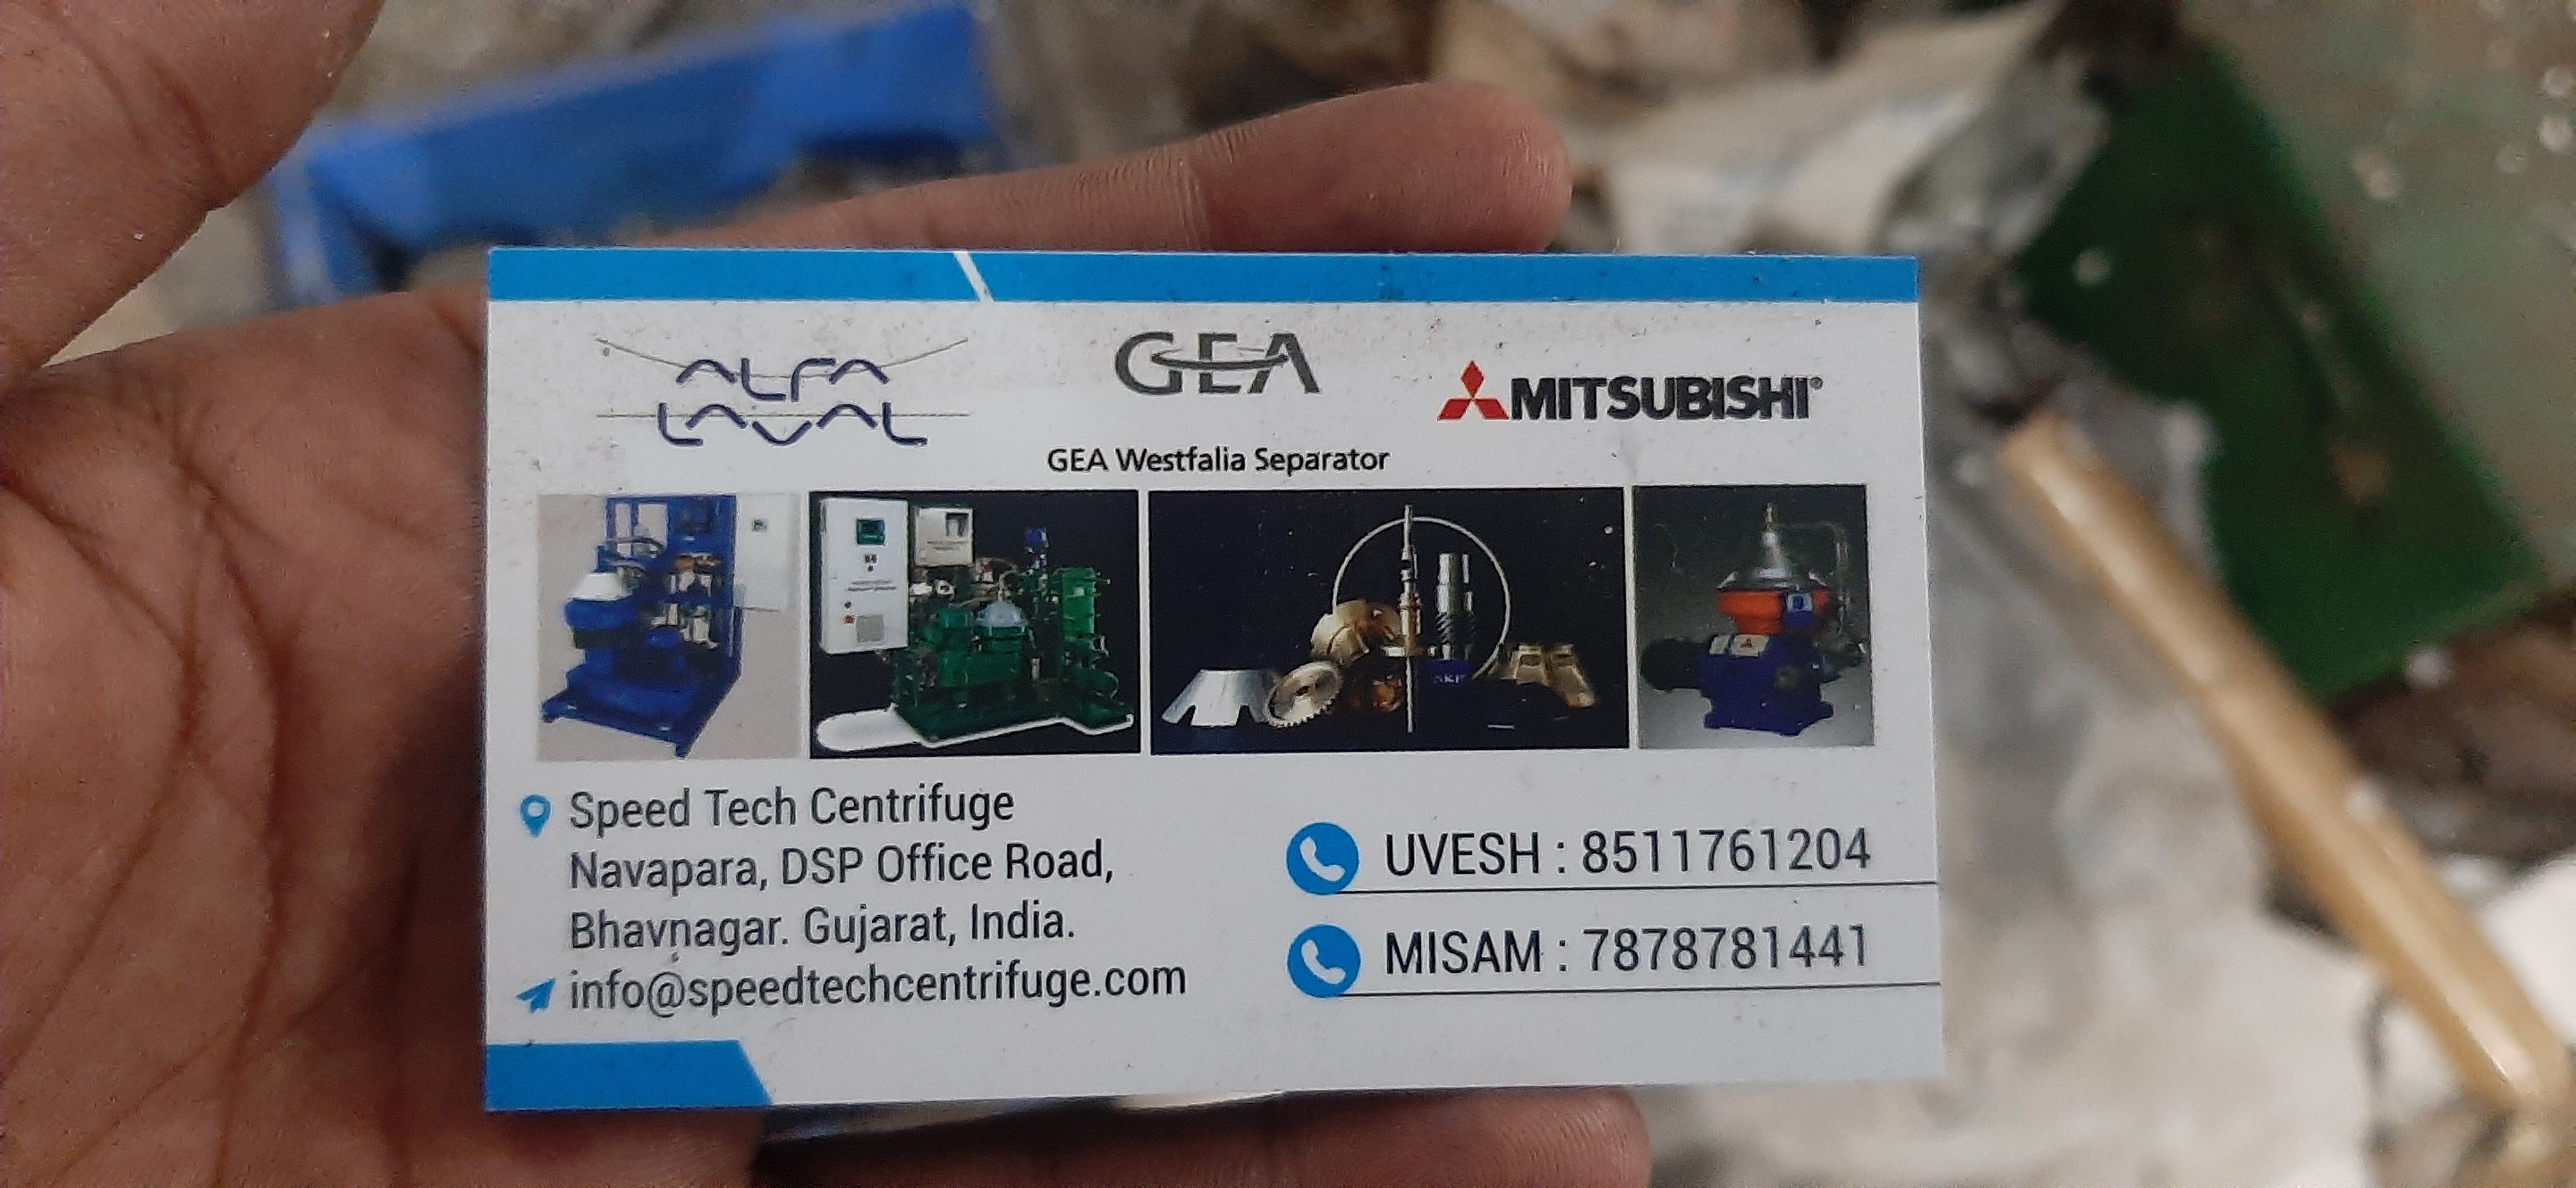 ALFA
LAVAL
GEA
GEA Westfalia Separator
MITSUBISHI®
Speed Tech Centrifuge
Navapara, DSP Office Road,
Bhavnagar. Gujarat, India.
info@speedtechcentrifuge.com
UVESH : 8511761204
MISAM : 7878781441